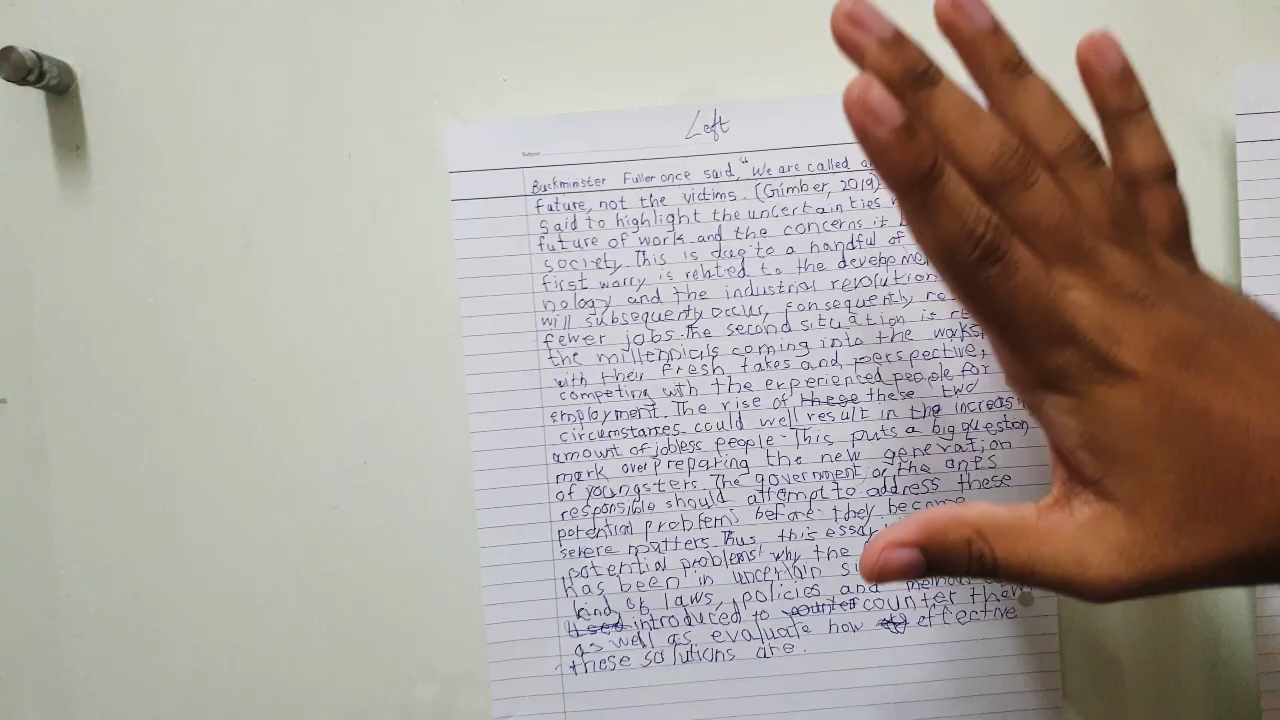 Left
Buckminster Fuller once said, "We are called
future, not the victims. (Gimber, 2019)
said to highlight the uncertainties
future of work and the concerns it
society. This is due to a handful of
first worry is related to the
nology and the industrial revolution
will subsequently occur, consequently
fewer jobs. The second situation is
the millennials coming into the
with their fresh takes and perspective,
competing with the experienced people for
employment. The rise of these these two
circumstances could well result in the
amount of jobless people. This puts a big question
mark over preparing the new generation
of youngsters. The government or the ones
responsible should attempt to address these
potential problems before they become
severe matters. Thus this essay
potential problems why the
has been in uncertain
kind of laws, policies and
used introduced to counter counter them
as well as evaluate how effective
these solutions are.